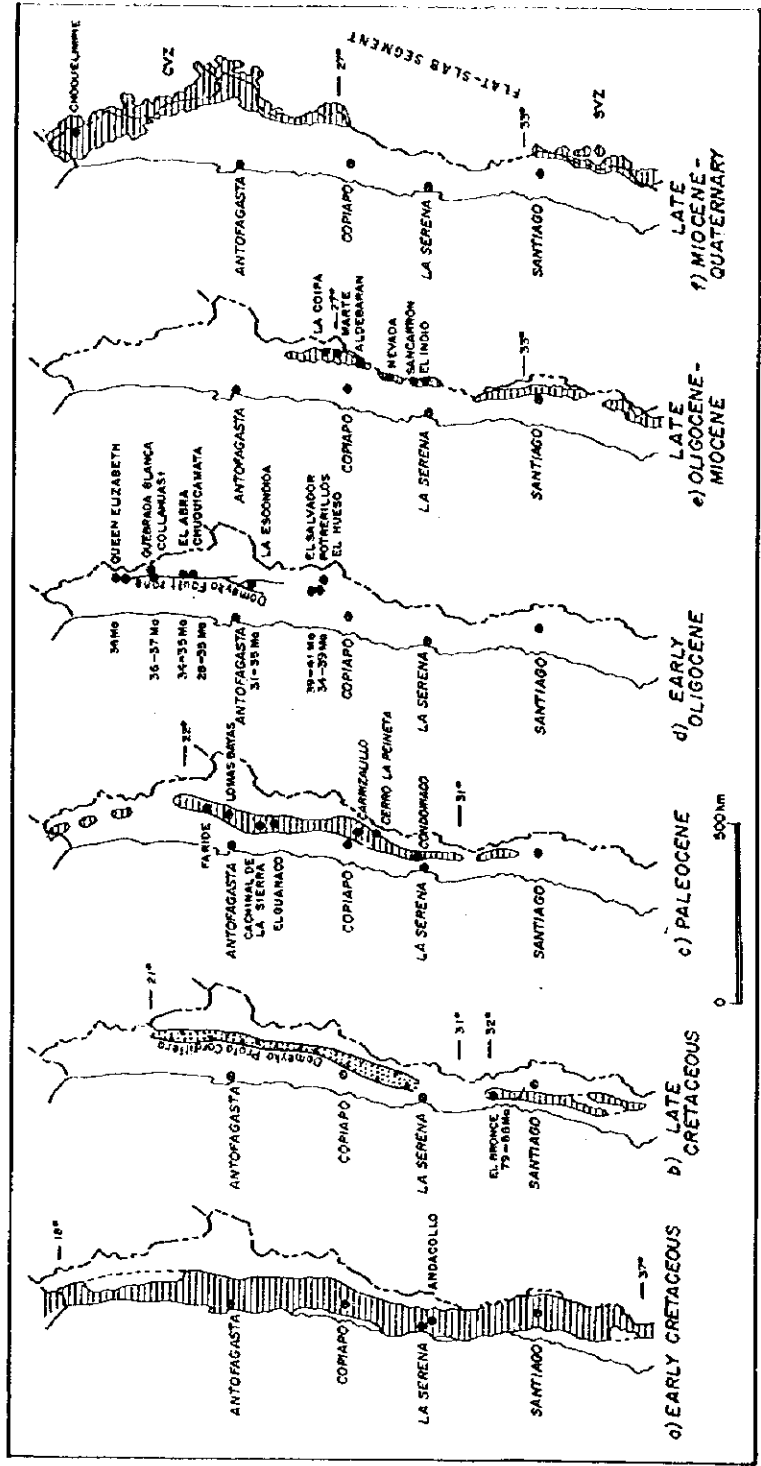 18°
ANTOFAGASTA
COPIAPO
LA SERENA
ANDACOLLO
SANTIAGO
37°
a) EARLY CRETACEOUS
21°
Domeyko Proto Cordillera
ANTOFAGASTA
COPIAPO
LA SERENA
31°
32°
EL BRONCE
79-86 Ma
SANTIAGO
b) LATE
CRETACEOUS
22°
FARIDE
LOMAS BAYAS
ANTOFAGASTA
CACHINAL DE
LA SIERRA
EL GUANACO
COPIAPO
CARRIZALILLO
CERRO LA PEINETA
LA SERENA
CONDORIACO
31°
SANTIAGO
c) PALEOCENE
0
500 km
QUEEN ELIZABETH
36 Ma
QUEBRADA BLANCA
COLLAHUASI
36-37 Ma
EL ABRA
CHUQUICAMATA
34-35 Ma
28-35 Ma
Domeyko Fault zone
ANTOFAGASTA
LA ESCONDIDA
31-35 Ma
EL SALVADOR
POTRERILLOS
EL HUESO
39-41 Ma
34-39 Ma
COPIAPO
LA SERENA
SANTIAGO
d) EARLY
OLIGOCENE
ANTOFAGASTA
LA COIPA
27°
MARTE
ALDEBARAN
COPIAPO
NEVADA
SANCARRON
EL INDIO
LA SERENA
33°
SANTIAGO
LATE
e) OLIGOCENE-
MIOCENE
CHOQUELIMPIE
CVZ
ANTOFAGASTA
27°
COPIAPO
FLAT-SLAB SEGMENT
LA SERENA
33°
SANTIAGO
SVZ
LATE
f) MIOCENE-
QUATERNARY